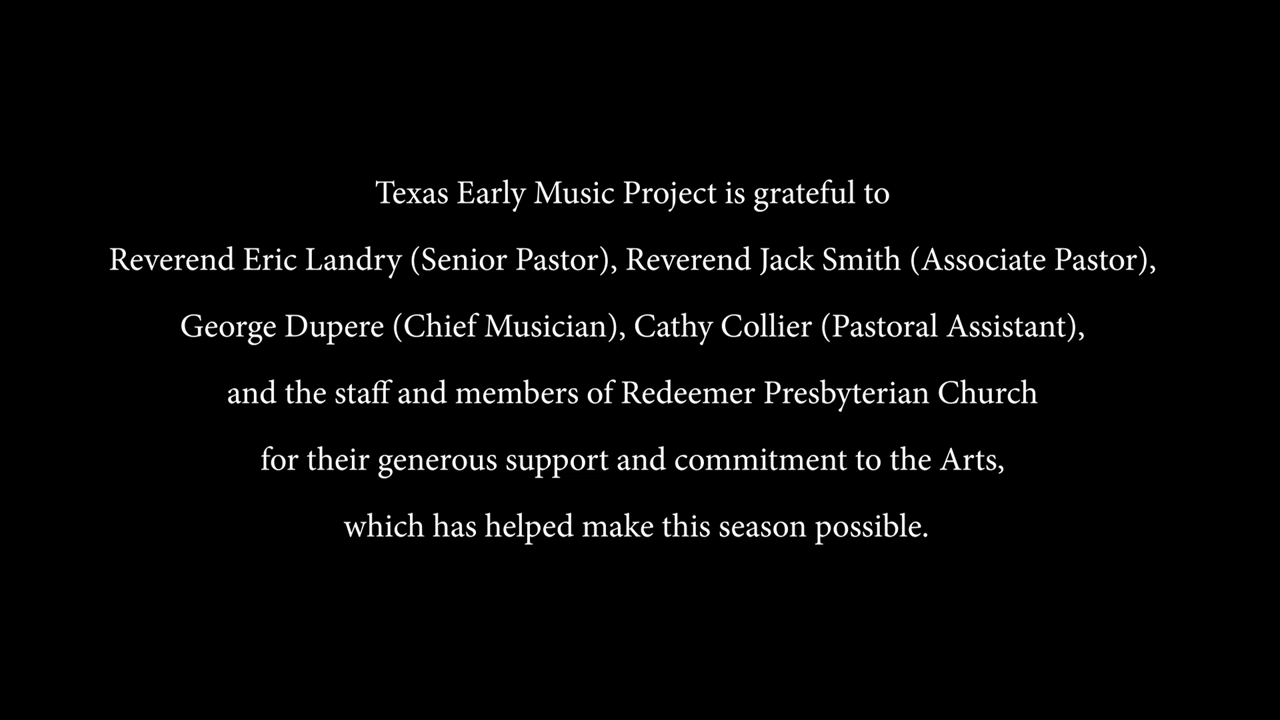 Texas Early Music Project is grateful to
Reverend Eric Landry (Senior Pastor), Reverend Jack Smith (Associate Pastor),
George Dupere (Chief Musician), Cathy Collier (Pastoral Assistant),
and the staff and members of Redeemer Presbyterian Church
for their generous support and commitment to the Arts,
which has helped make this season possible.